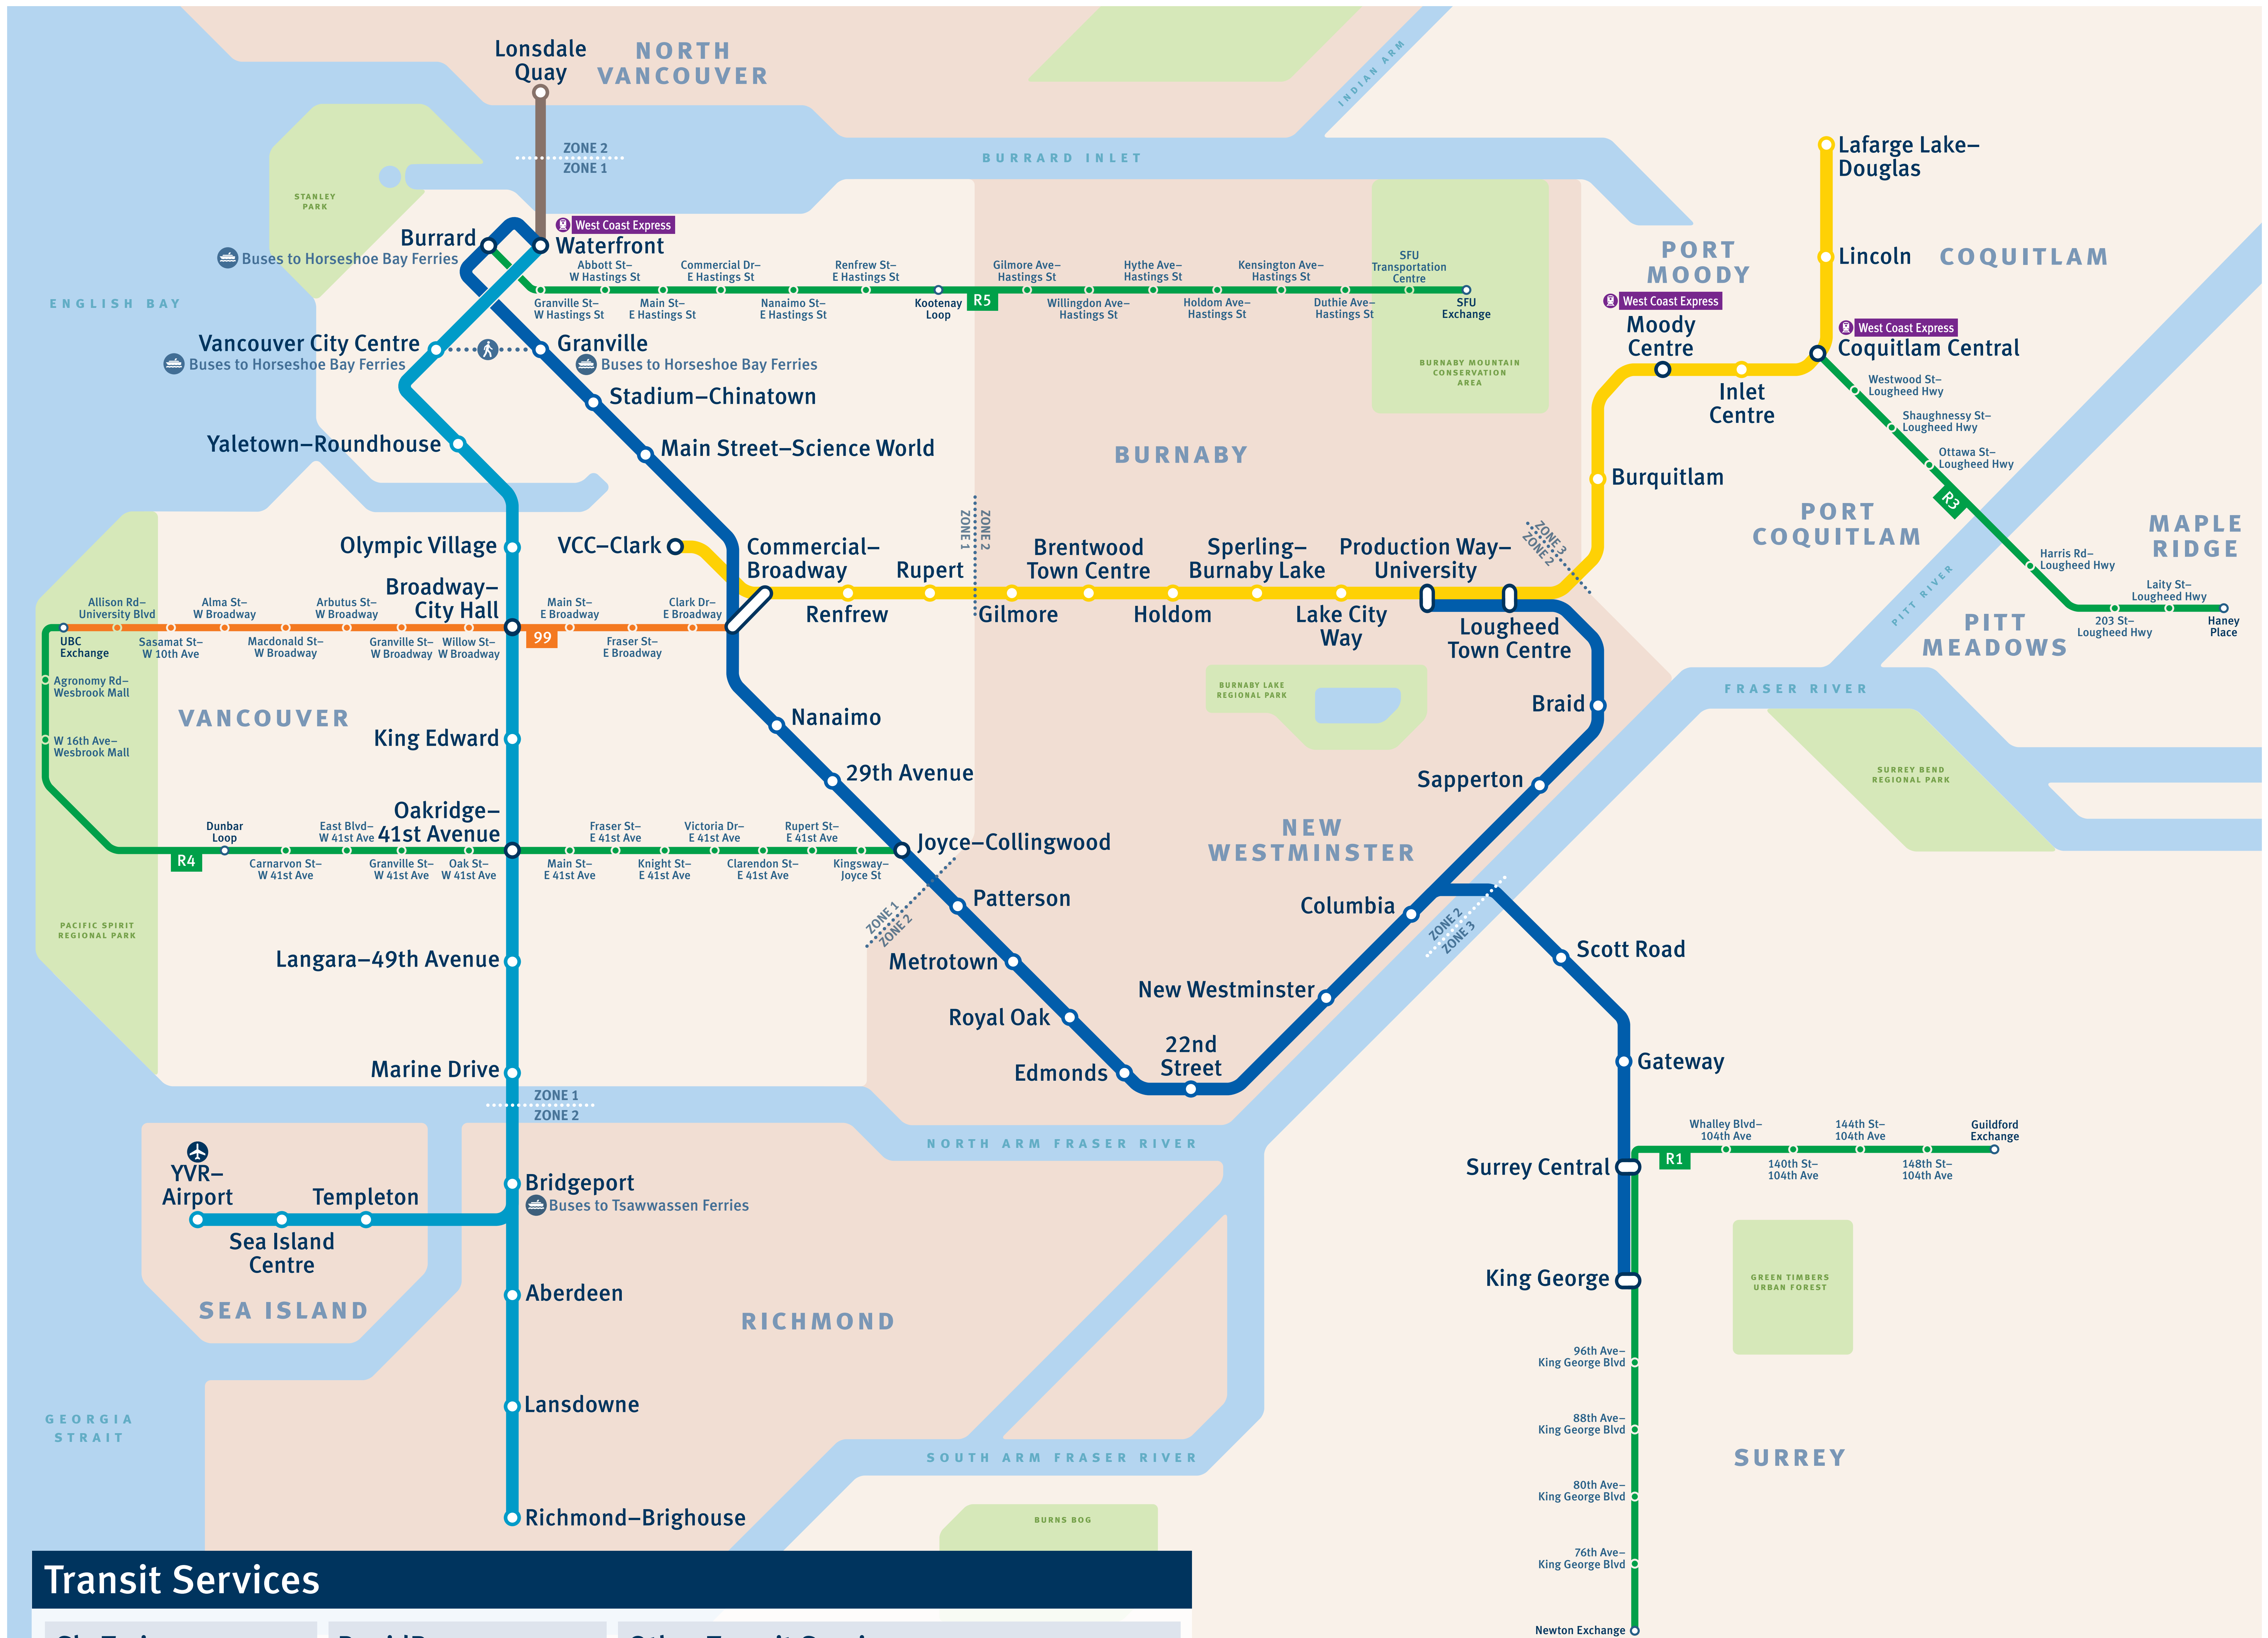 Lonsdale
Quay
NORTH
VANCOUVER
INDIAN ARM
ZONE 2
ZONE 1
BURRARD INLET
STANLEY
PARK
Lafarge Lake–
Douglas
West Coast Express
Burrard
Waterfront
Buses to Horseshoe Bay Ferries
PORT
MOODY
Lincoln
COQUITLAM
ENGLISH BAY
Abbott St–
W Hastings St
Commercial Dr–
E Hastings St
Renfrew St–
E Hastings St
Gilmore Ave–
Hastings St
Hythe Ave–
Hastings St
Kensington Ave–
Hastings St
SFU
Transportation
Centre
Granville St–
W Hastings St
Main St–
E Hastings St
Nanaimo St–
E Hastings St
Kootenay
Loop
R5
Willingdon Ave–
Hastings St
Holdom Ave–
Hastings St
Duthie Ave–
Hastings St
SFU
Exchange
West Coast Express
Moody
Centre
West Coast Express
Coquitlam Central
Vancouver City Centre
Buses to Horseshoe Bay Ferries
Granville
Buses to Horseshoe Bay Ferries
BURNABY MOUNTAIN
CONSERVATION
AREA
Inlet
Centre
Westwood St–
Lougheed Hwy
Shaughnessy St–
Lougheed Hwy
Ottawa St–
Lougheed Hwy
R3
Stadium–Chinatown
Yaletown–Roundhouse
Main Street–Science World
BURNABY
Burquitlam
PORT
COQUITLAM
MAPLE
RIDGE
Olympic Village
VCC–Clark
Commercial–
Broadway
Renfrew
Rupert
ZONE 1
ZONE 2
Gilmore
Brentwood
Town Centre
Holdom
Sperling–
Burnaby Lake
Lake City
Way
Production Way–
University
Lougheed
Town Centre
ZONE 3
ZONE 2
Harris Rd–
Lougheed Hwy
Laity St–
Lougheed Hwy
203 St–
Lougheed Hwy
Haney
Place
PITT RIVER
PITT
MEADOWS
Broadway–
City Hall
Allison Rd–
University Blvd
Alma St–
W Broadway
Arbutus St–
W Broadway
Main St–
E Broadway
Clark Dr–
E Broadway
UBC
Exchange
Sasamat St–
W 10th Ave
Macdonald St–
W Broadway
Granville St–
W Broadway
Willow St–
W Broadway
99
Fraser St–
E Broadway
Agronomy Rd–
Wesbrook Mall
W 16th Ave–
Wesbrook Mall
VANCOUVER
BURNABY LAKE
REGIONAL PARK
FRASER RIVER
Braid
King Edward
Nanaimo
29th Avenue
Sapperton
SURREY BEND
REGIONAL PARK
Oakridge–
41st Avenue
Dunbar
Loop
East Blvd–
W 41st Ave
Fraser St–
E 41st Ave
Victoria Dr–
E 41st Ave
Rupert St–
E 41st Ave
Joyce–Collingwood
R4
Carnarvon St–
W 41st Ave
Granville St–
W 41st Ave
Oak St–
W 41st Ave
Main St–
E 41st Ave
Knight St–
E 41st Ave
Clarendon St–
E 41st Ave
Kingsway–
Joyce St
NEW
WESTMINSTER
ZONE 1
ZONE 2
Patterson
Columbia
ZONE 2
ZONE 3
PACIFIC SPIRIT
REGIONAL PARK
Langara–49th Avenue
Metrotown
Scott Road
New Westminster
Royal Oak
22nd
Street
Edmonds
Gateway
Marine Drive
ZONE 1
ZONE 2
NORTH ARM FRASER RIVER
Whalley Blvd–
104th Ave
144th St–
104th Ave
Guildford
Exchange
Surrey Central
R1
140th St–
104th Ave
148th St–
104th Ave
YVR–
Airport
Templeton
Bridgeport
Buses to Tsawwassen Ferries
Sea Island
Centre
King George
GREEN TIMBERS
URBAN FOREST
SEA ISLAND
Aberdeen
RICHMOND
96th Ave–
King George Blvd
Lansdowne
GEORGIA
STRAIT
88th Ave–
King George Blvd
SOUTH ARM FRASER RIVER
SURREY
80th Ave–
King George Blvd
Richmond–Brighouse
BURNS BOG
76th Ave–
King George Blvd
Transit Services
Newton Exchange